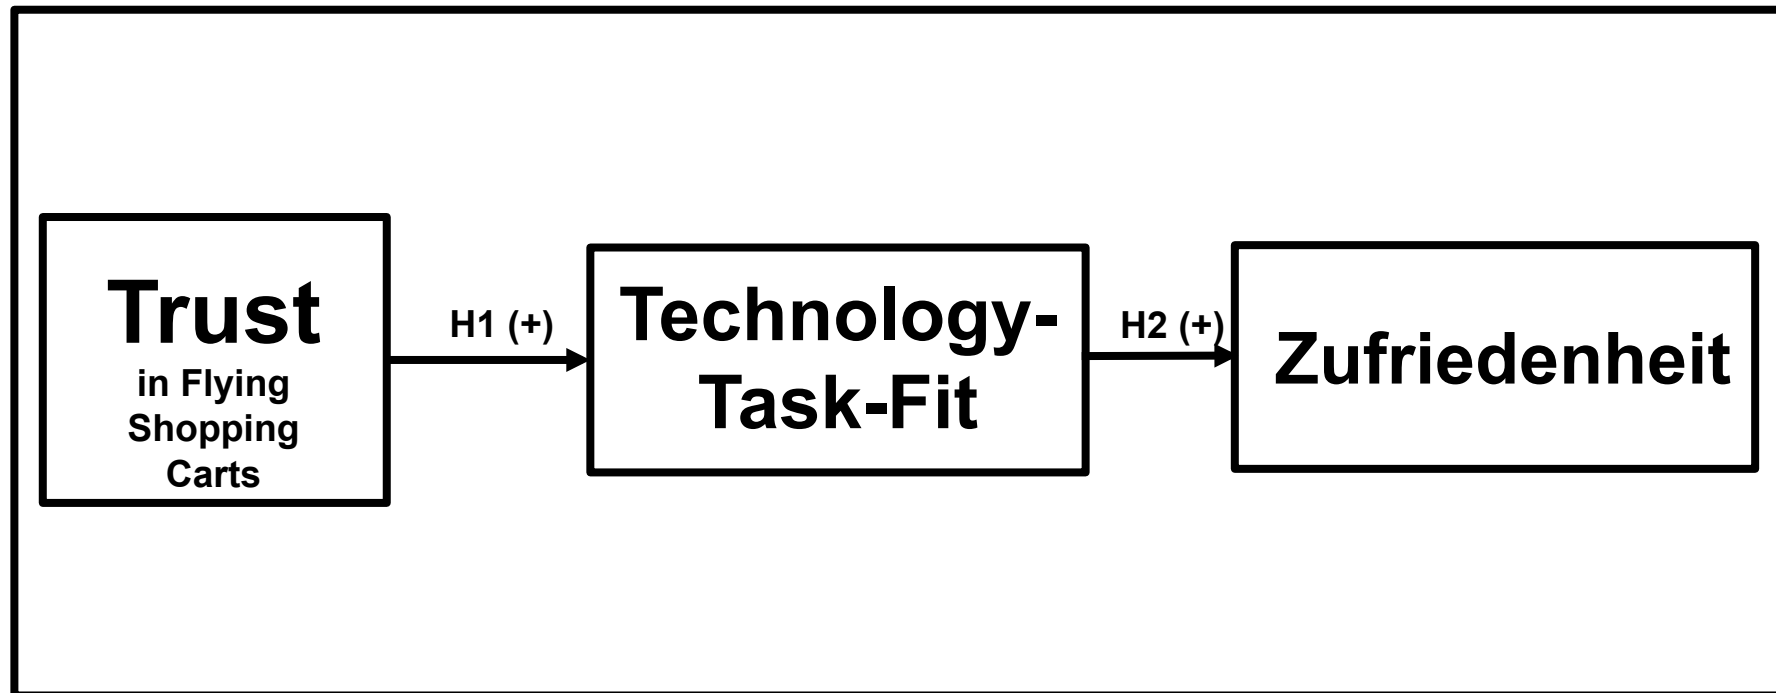 Trust
in Flying
Shopping
Carts
H1 (+)
Technology-
Task-Fit
H2 (+)
Zufriedenheit